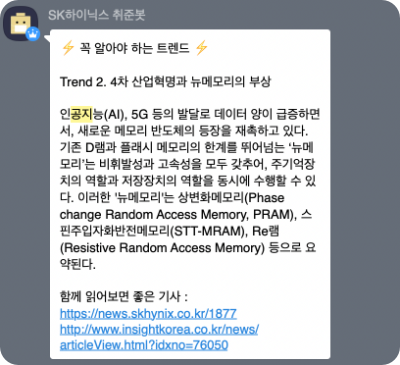 SK하이닉스 취준봇
⚡ 꼭 알아야 하는 트렌드 ⚡
Trend 2. 4차 산업혁명과 뉴메모리의 부상
인공지능(AI), 5G 등의 발달로 데이터 양이 급증하면
서, 새로운 메모리 반도체의 등장을 재촉하고 있다.
기존 D램과 플래시 메모리의 한계를 뛰어넘는 '뉴메
모리'는 비휘발성과 고속성을 모두 갖추어, 주기억장
치의 역할과 저장장치의 역할을 동시에 수행할 수 있
다. 이러한 '뉴메모리'는 상변화메모리(Phase
change Random Access Memory, PRAM), 스
핀주입자화반전메모리(STT-MRAM), Re램
(Resistive Random Access Memory) 등으로 요
약된다.
함께 읽어보면 좋은 기사 :
https://news.skhynix.co.kr/1877
http://www.insightkorea.co.kr/news/
articleView.html?idxno=76050